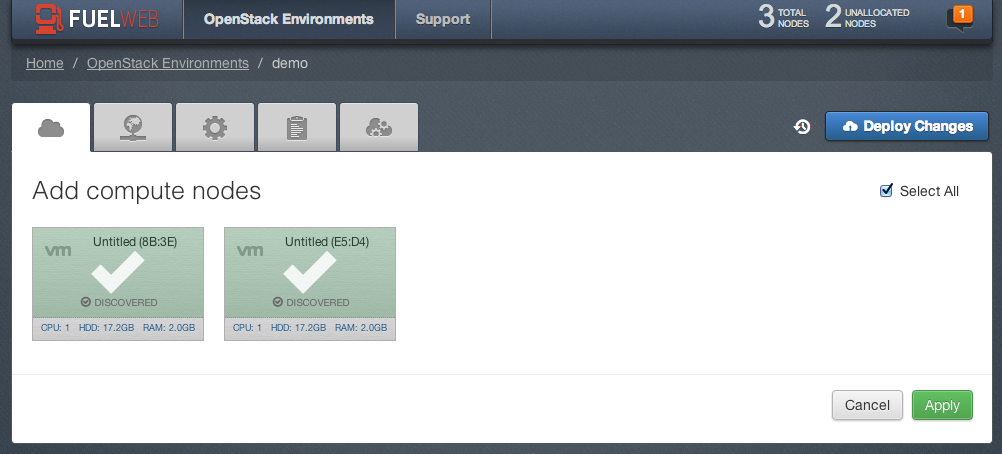 FUELWEB OpenStack Environments Support 3 TOTAL NODES 2 UNALLOCATED NODES 1
Home / OpenStack Environments / demo
Deploy Changes
Add compute nodes
Select All
vm Untitled (8B:3E)
DISCOVERED
CPU: 1 HDD: 17.2GB RAM: 2.0GB
vm Untitled (E5:D4)
DISCOVERED
CPU: 1 HDD: 17.2GB RAM: 2.0GB
Cancel Apply